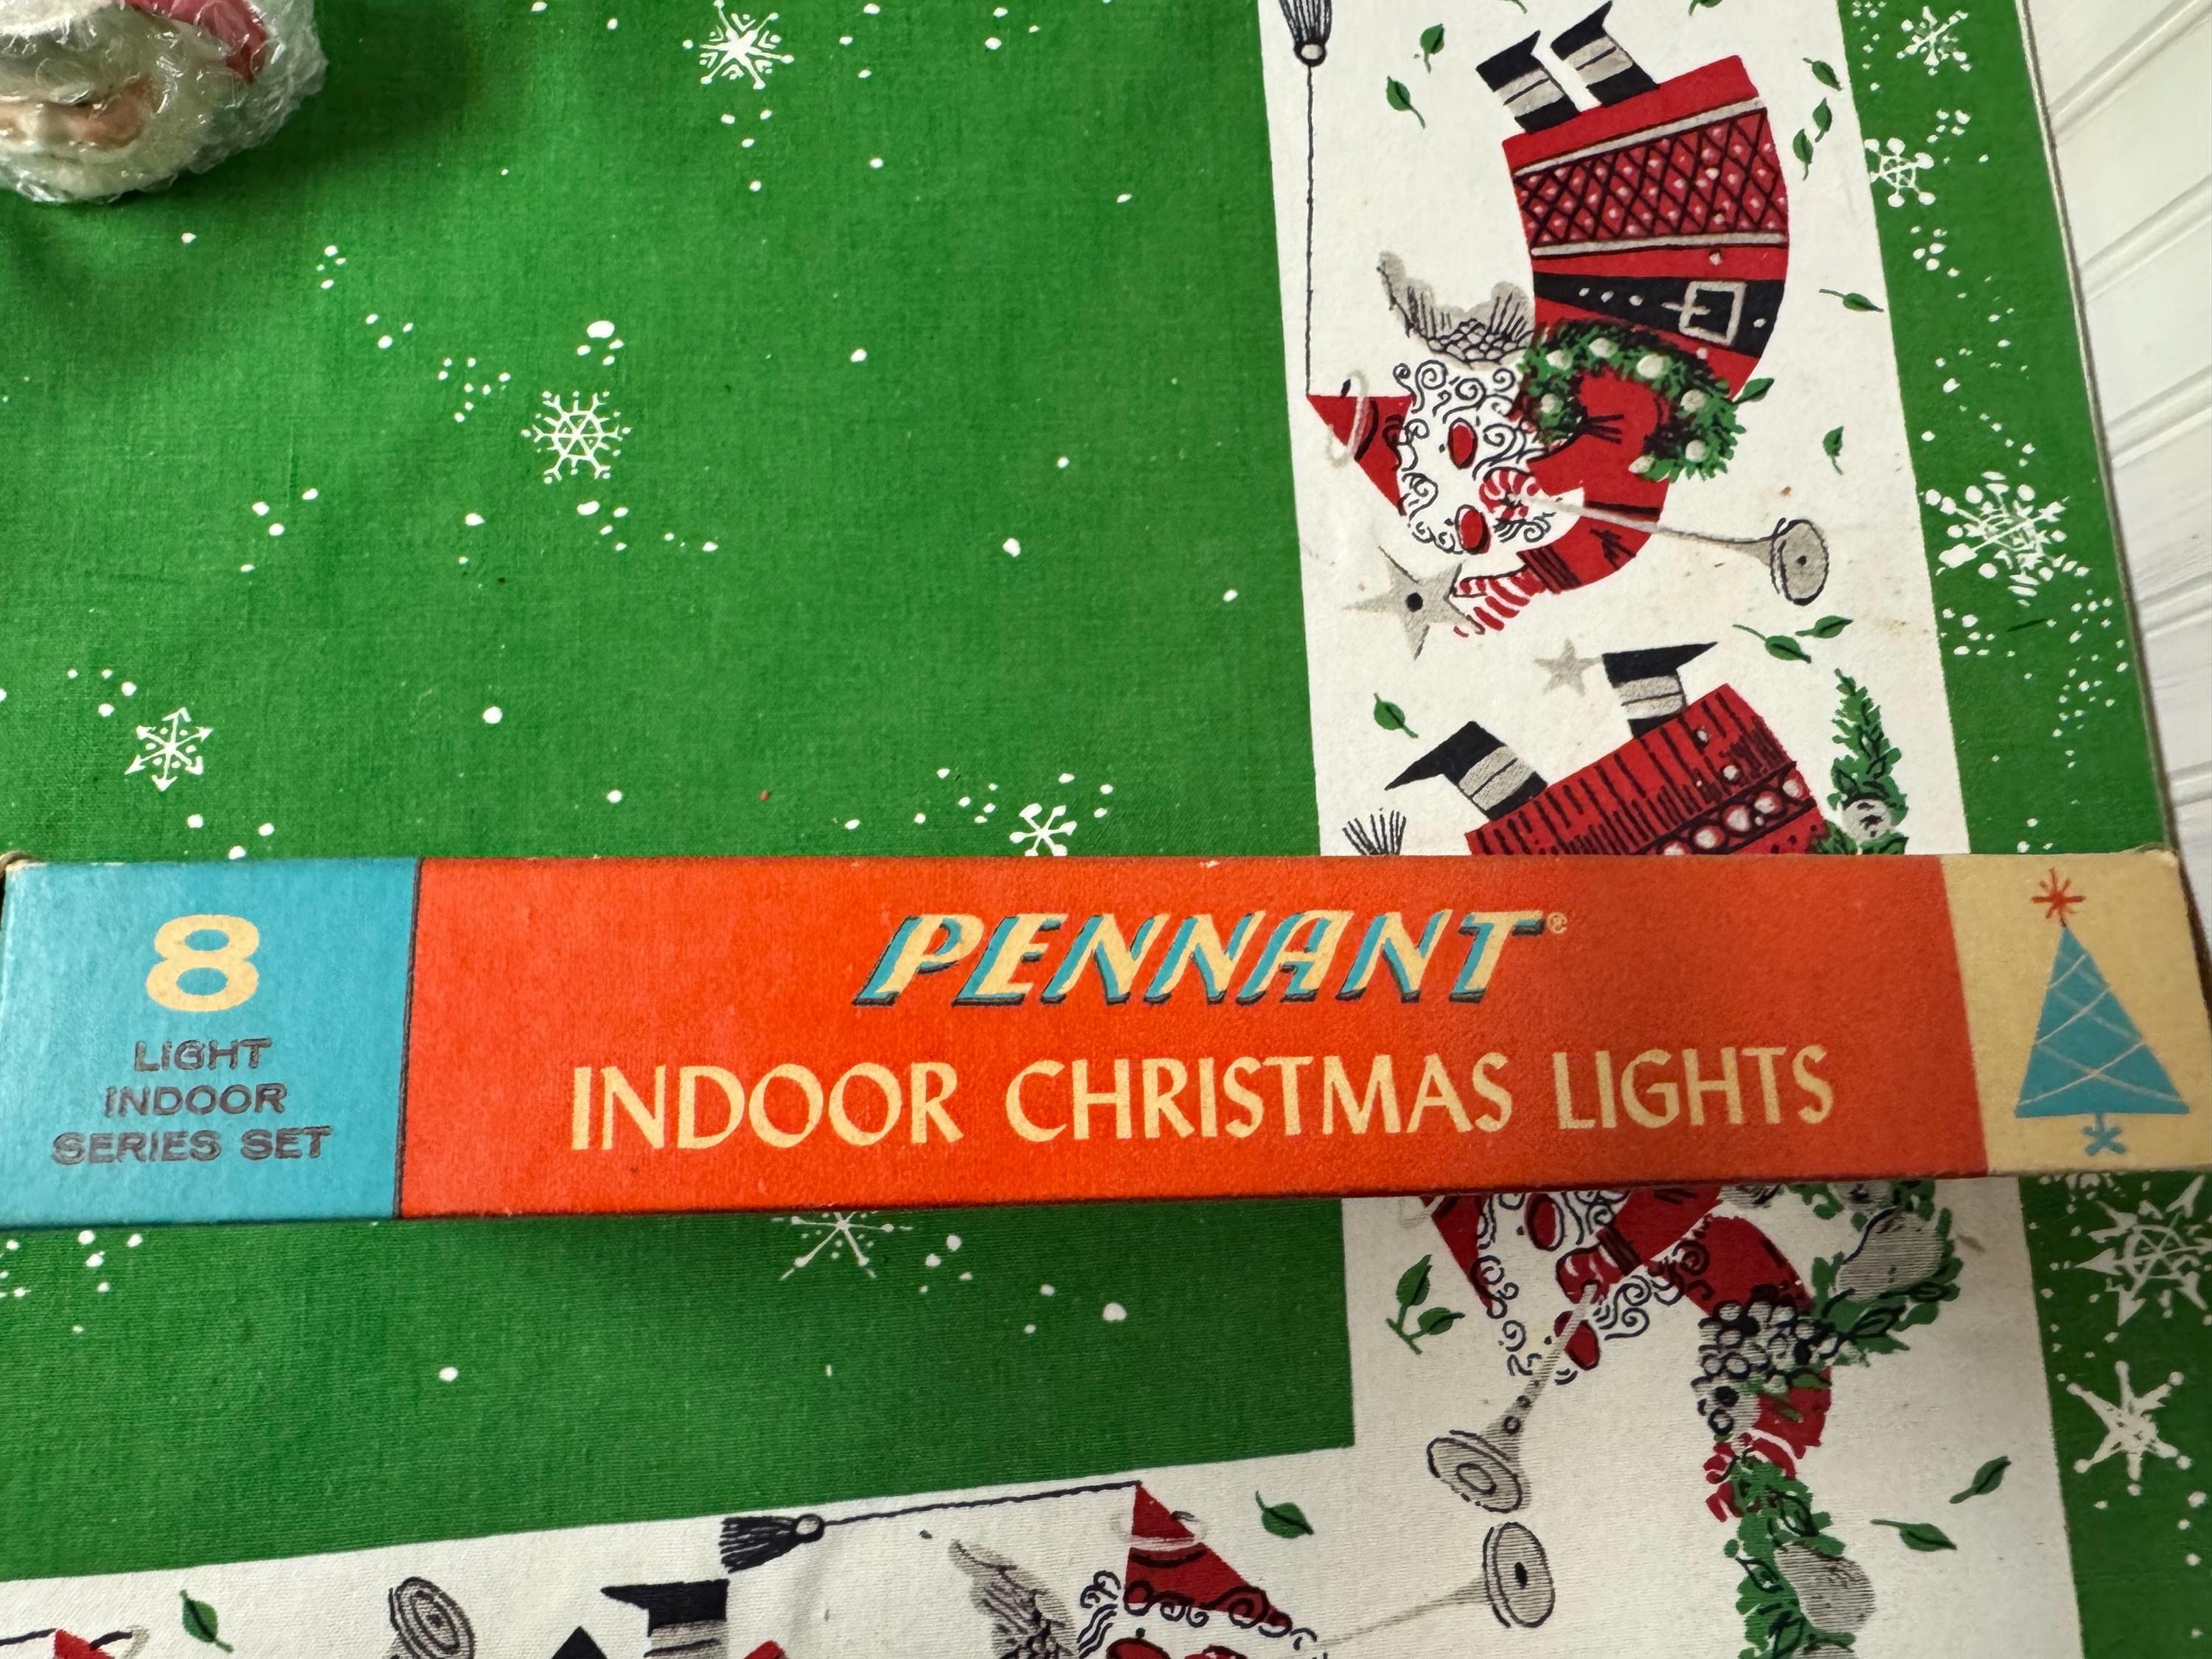 8
LIGHT
INDOOR
SERIES SET
PENNANT®
INDOOR CHRISTMAS LIGHTS